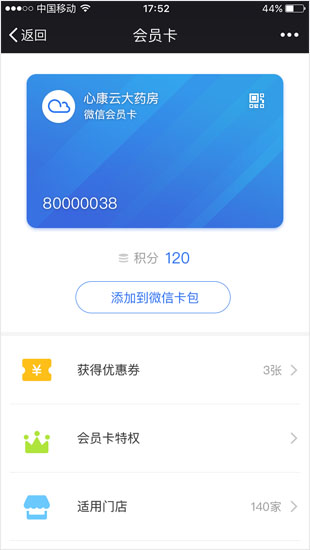 中国移动 17:52 44%
返回 会员卡
心康云大药房
微信会员卡
80000038
积分 120
添加到微信卡包
¥ 获得优惠券 3张
会员卡特权
适用门店 140家